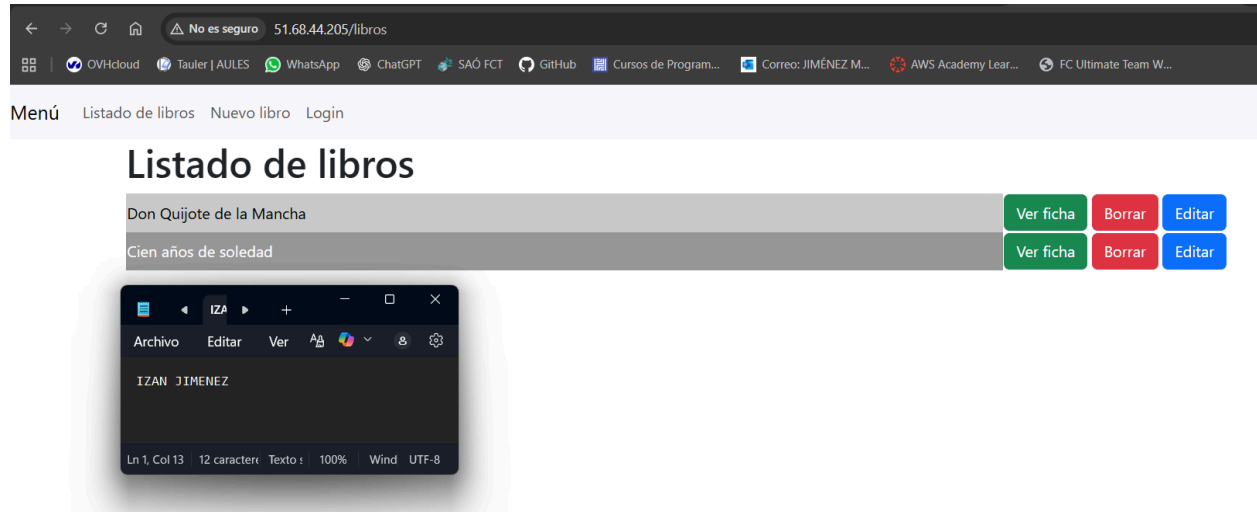 No es seguro 51.68.44.205/libros
OVHcloud Tauler | AULES WhatsApp ChatGPT SAÓ FCT GitHub Cursos de Program... Correo: JIMÉNEZ M... AWS Academy Lear... FC Ultimate Team W...
Menú Listado de libros Nuevo libro Login
Listado de libros
Don Quijote de la Mancha Ver ficha Borrar Editar
Cien años de soledad Ver ficha Borrar Editar
IZA
Archivo Editar Ver
IZAN JIMENEZ
Ln 1, Col 13 12 caractere Texto s 100% Wind UTF-8